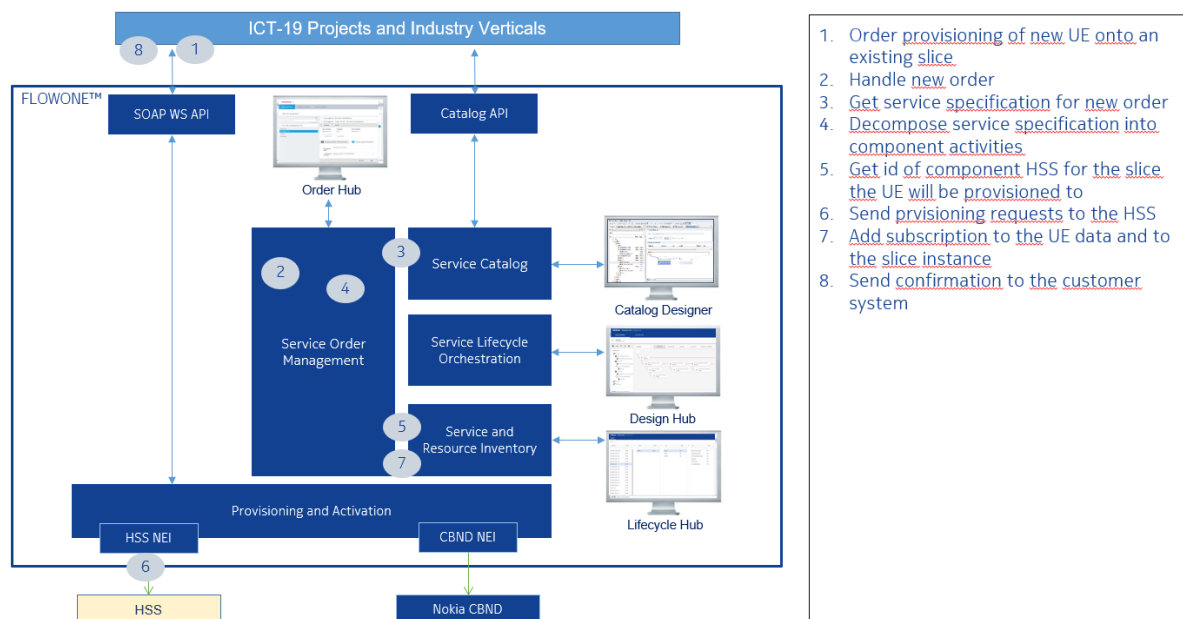 ICT-19 Projects and Industry Verticals
8
1
FLOWONE™
SOAP WS API
Catalog API
Order Hub
2
4
Service Order
Management
3
Service Catalog
Catalog Designer
Service Lifecycle
Orchestration
Design Hub
5
7
Service and
Resource Inventory
Lifecycle Hub
Provisioning and Activation
HSS NEI
CBND NEI
6
HSS
Nokia CBND
1. Order provisioning of new UE onto an
existing slice
2. Handle new order
3. Get service specification for new order
4. Decompose service specification into
component activities
5. Get id of component HSS for the slice
the UE will be provisioned to
6. Send prvisioning requests to the HSS
7. Add subscription to the UE data and to
the slice instance
8. Send confirmation to the customer
system